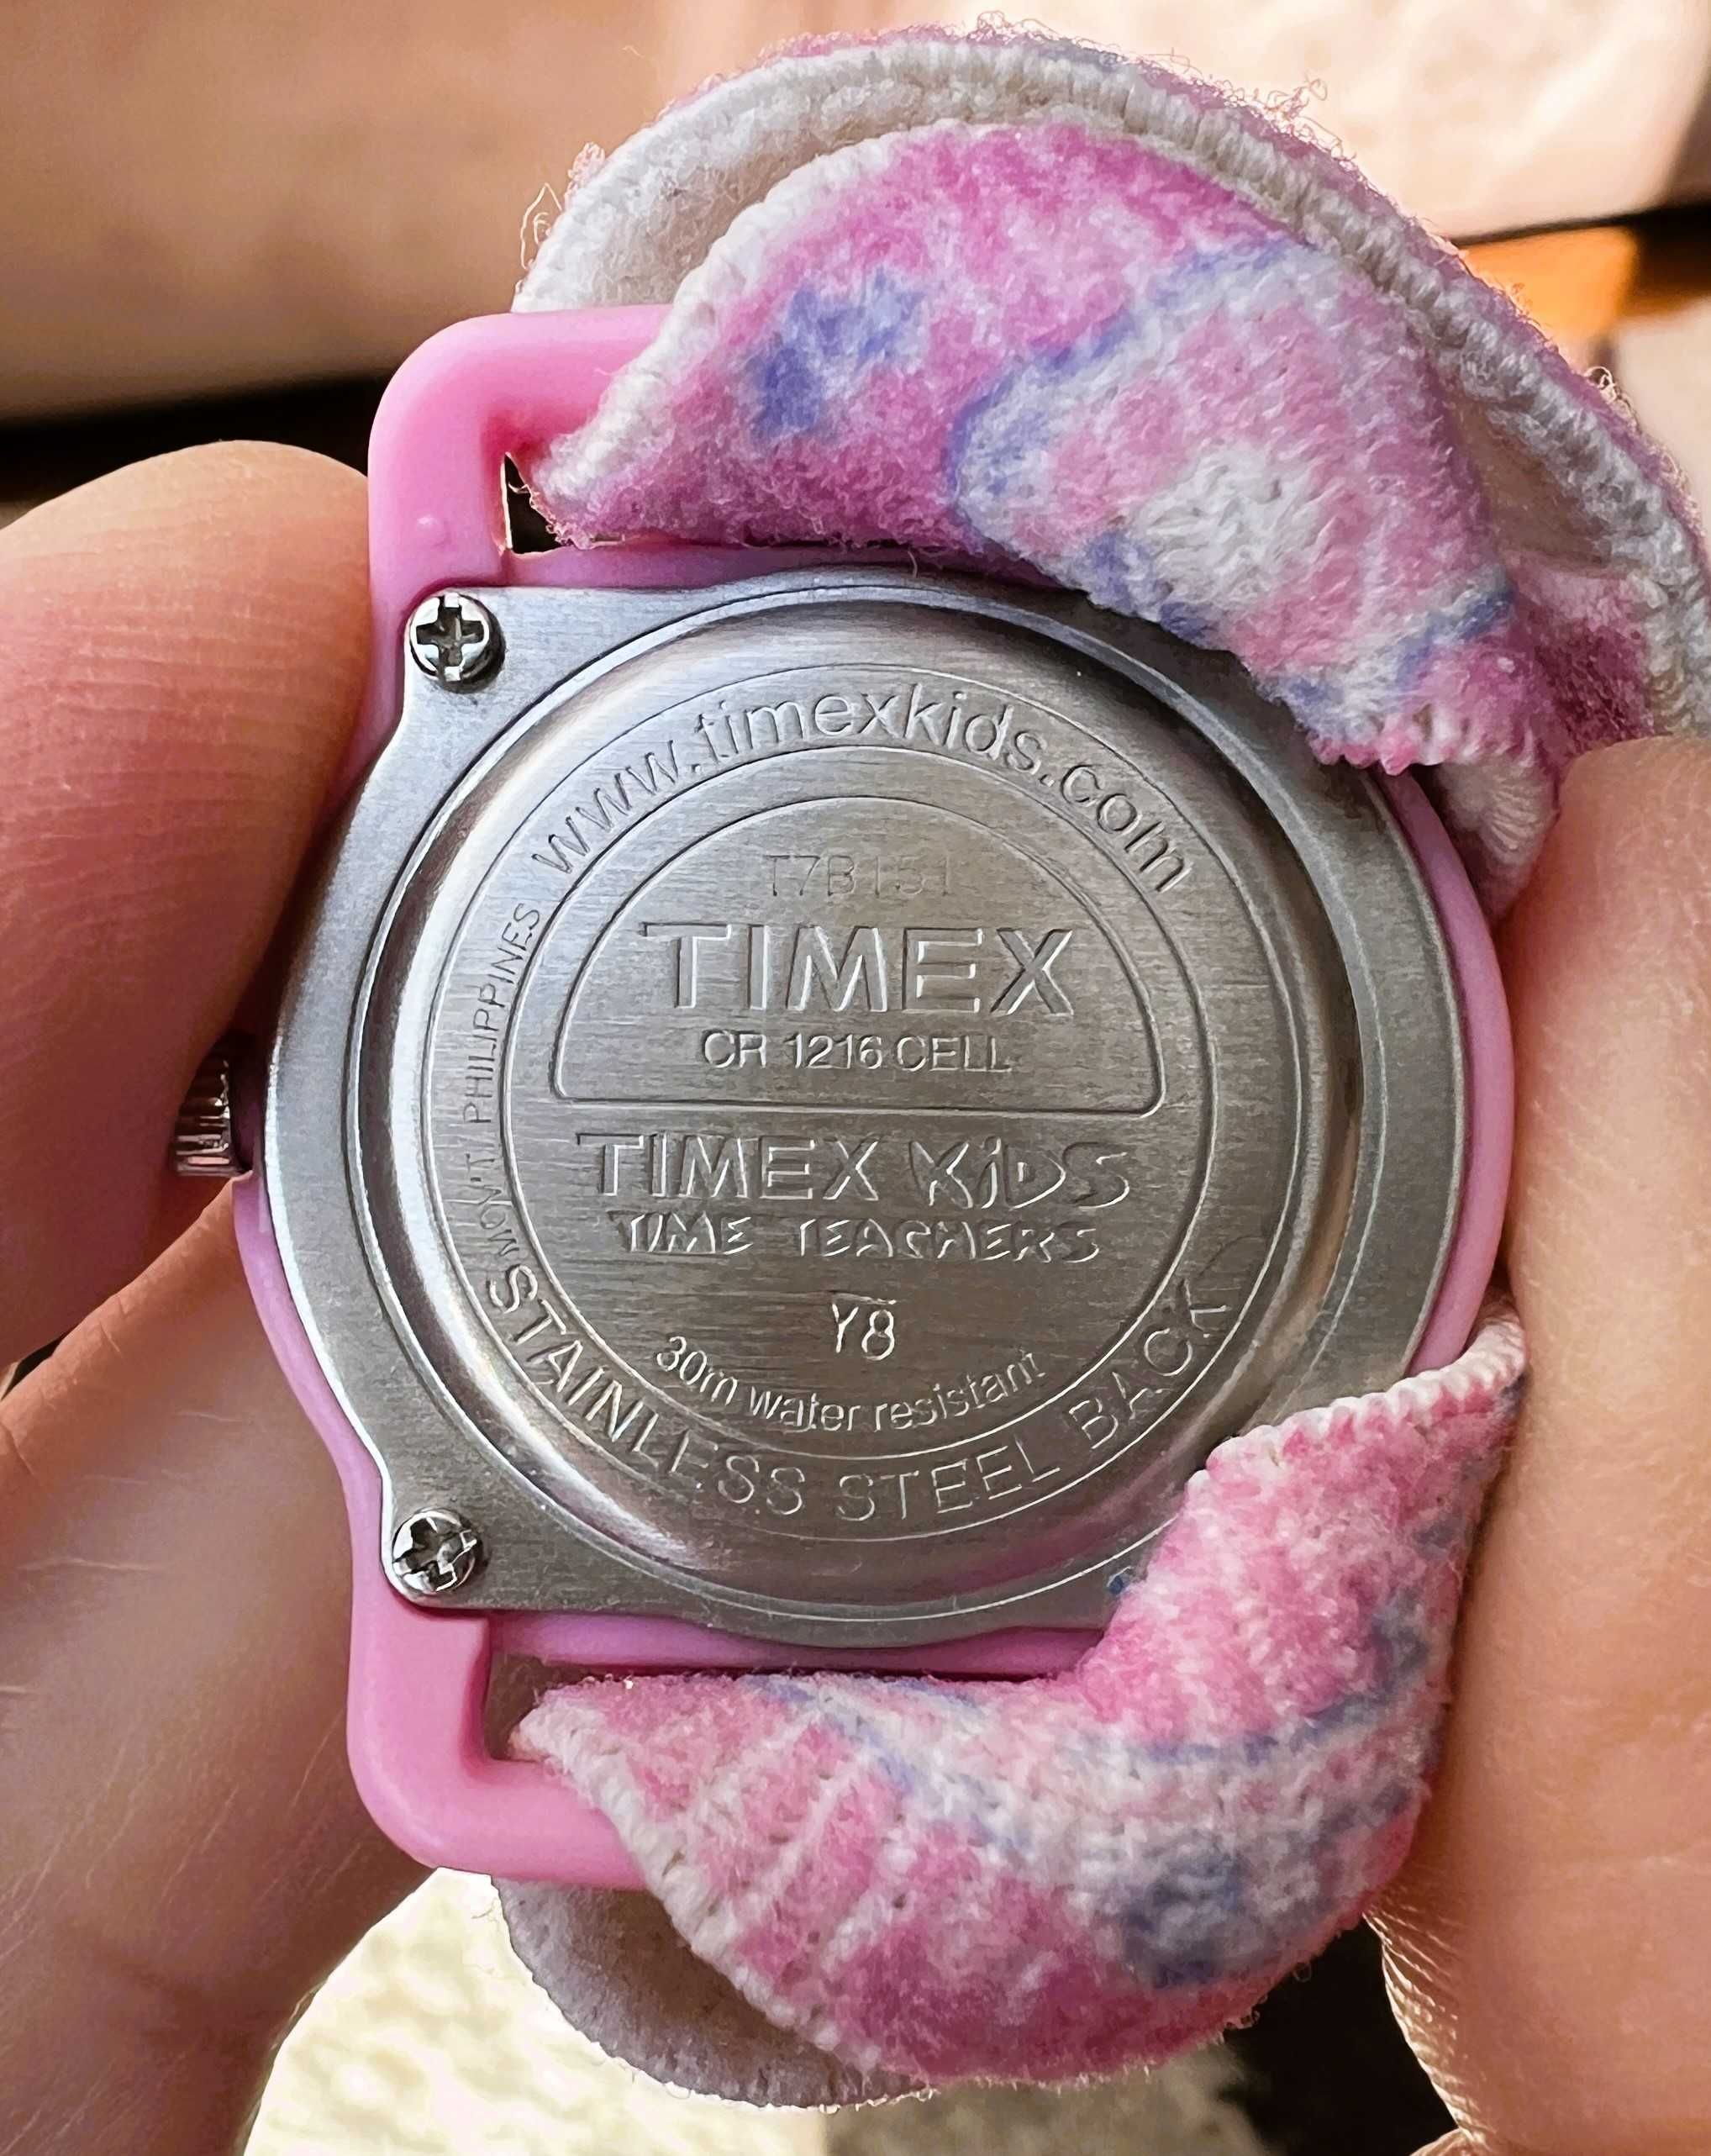 www.timexkids.com
T7B151
TIMEX
CR 1216 CELL
TIMEX KiDS
TIME TEACHERS
Y8
30m water resistant
STAINLESS STEEL BACK
MOV'T PHILIPPINES